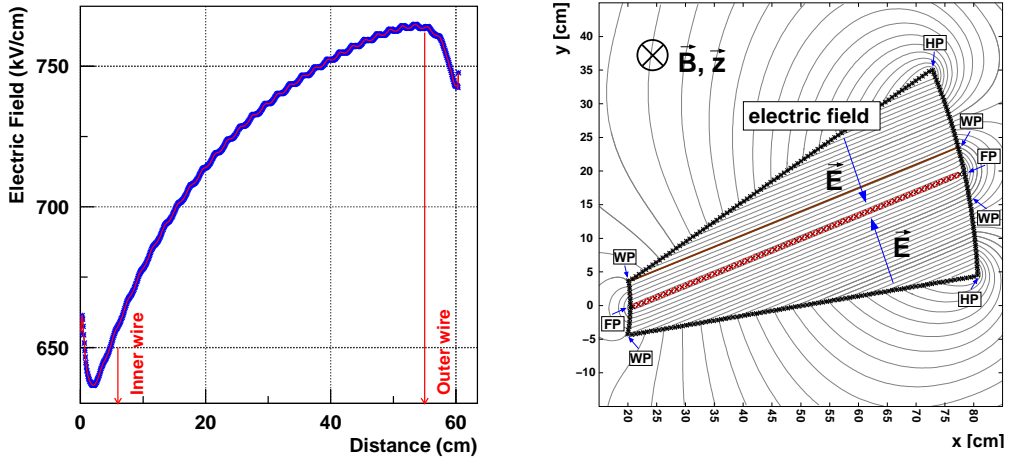 Electric Field (kV/cm)
750
700
650
0
20
40
60
Inner wire
Outer wire
Distance (cm)
y [cm]
40
35
30
25
20
15
10
5
0
−5
−10
B, z
electric field
E
E
HP
WP
FP
WP
HP
WP
FP
WP
20
25
30
35
40
45
50
55
60
65
70
75
80
x [cm]